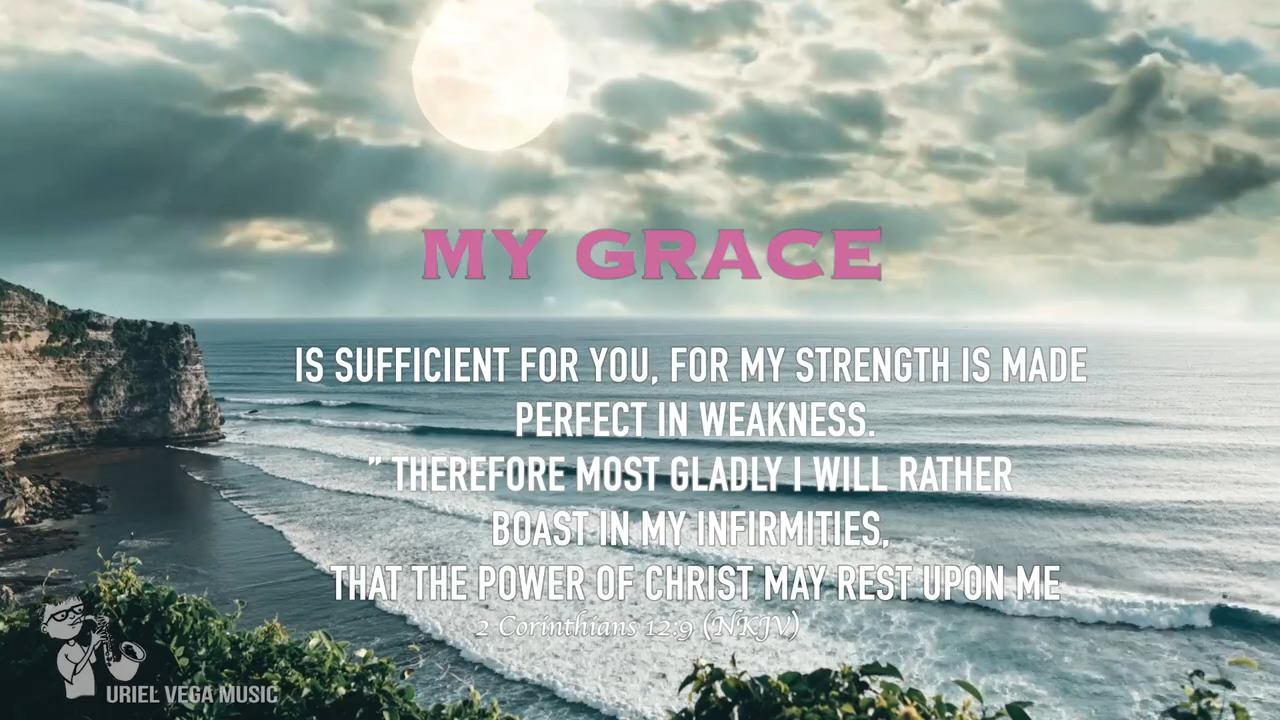 MY GRACE
IS SUFFICIENT FOR YOU, FOR MY STRENGTH IS MADE
PERFECT IN WEAKNESS.
” THEREFORE MOST GLADLY I WILL RATHER
BOAST IN MY INFIRMITIES,
THAT THE POWER OF CHRIST MAY REST UPON ME
2 Corinthians 12:9 (NKJV)
URIEL VEGA MUSIC